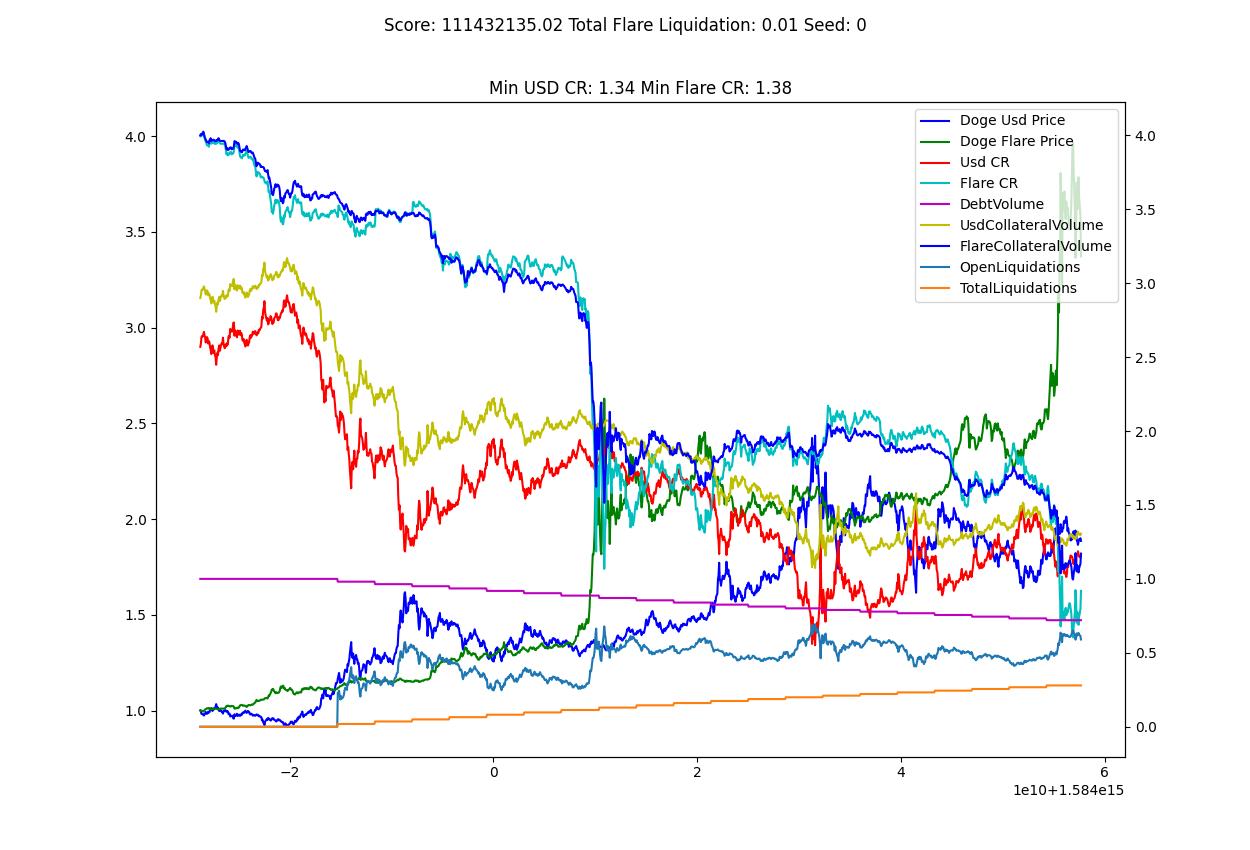 Score: 111432135.02 Total Flare Liquidation: 0.01 Seed: 0
Min USD CR: 1.34 Min Flare CR: 1.38
4.0
3.5
3.0
2.5
2.0
1.5
1.0
Doge Usd Price
Doge Flare Price
Usd CR
Flare CR
DebtVolume
UsdCollateralVolume
FlareCollateralVolume
OpenLiquidations
TotalLiquidations
4.0
3.5
3.0
2.5
2.0
1.5
1.0
0.5
0.0
−2 0 2 4 6
1e10+1.584e15